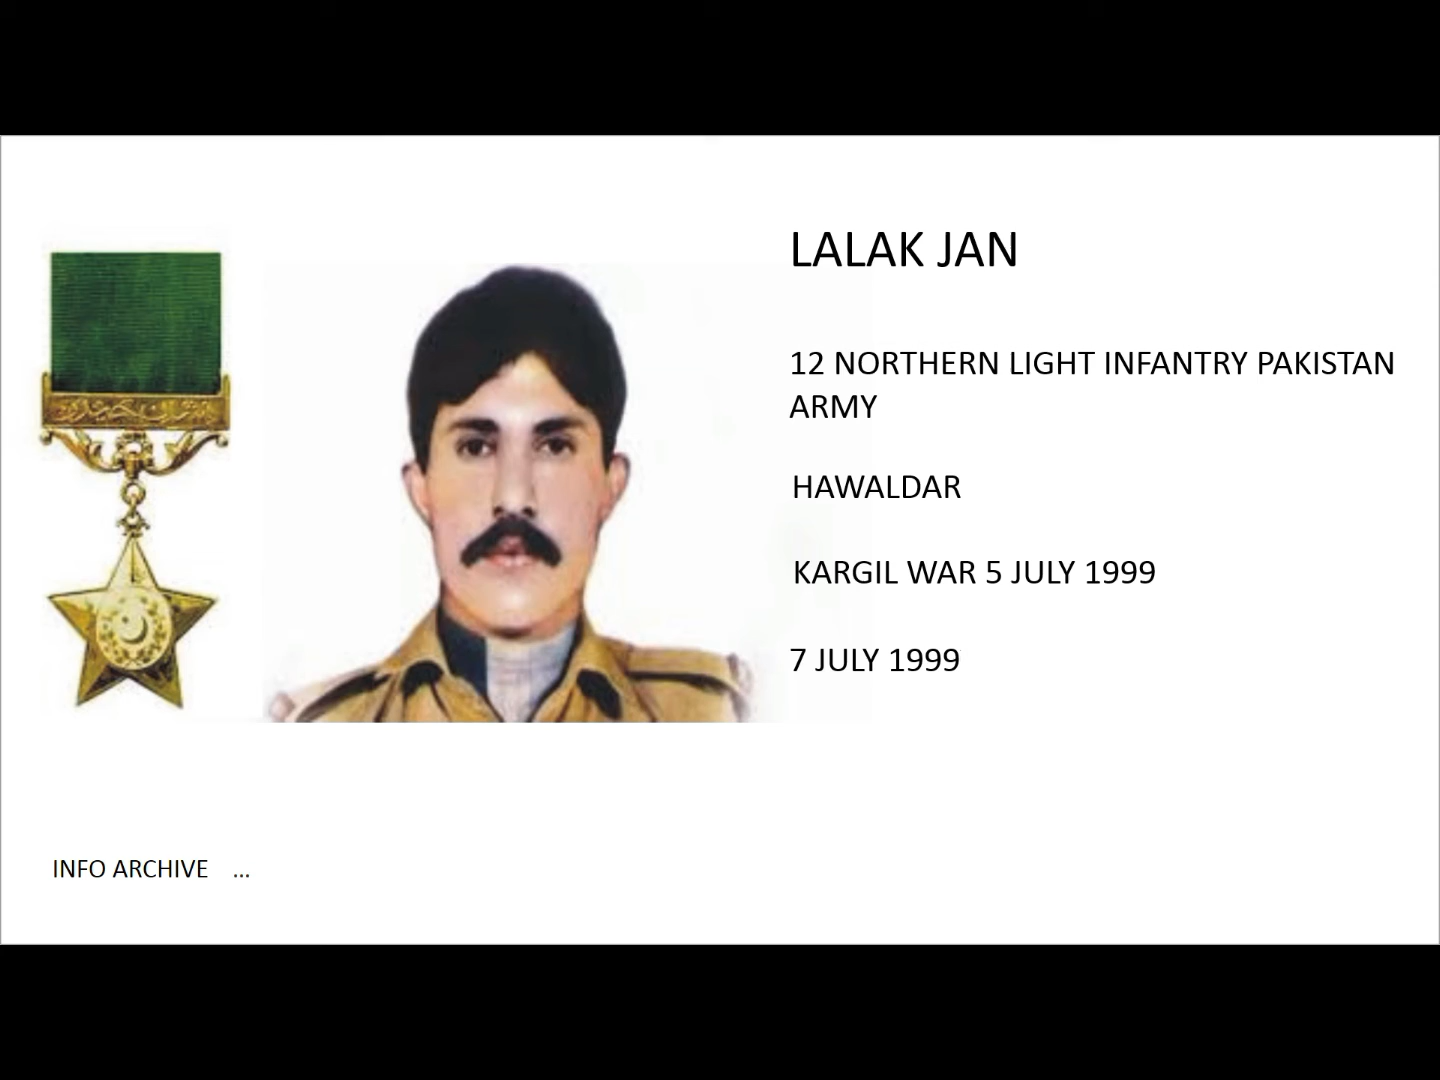 LALAK JAN
12 NORTHERN LIGHT INFANTRY PAKISTAN
ARMY
HAWALDAR
KARGIL WAR 5 JULY 1999
7 JULY 1999
INFO ARCHIVE ...